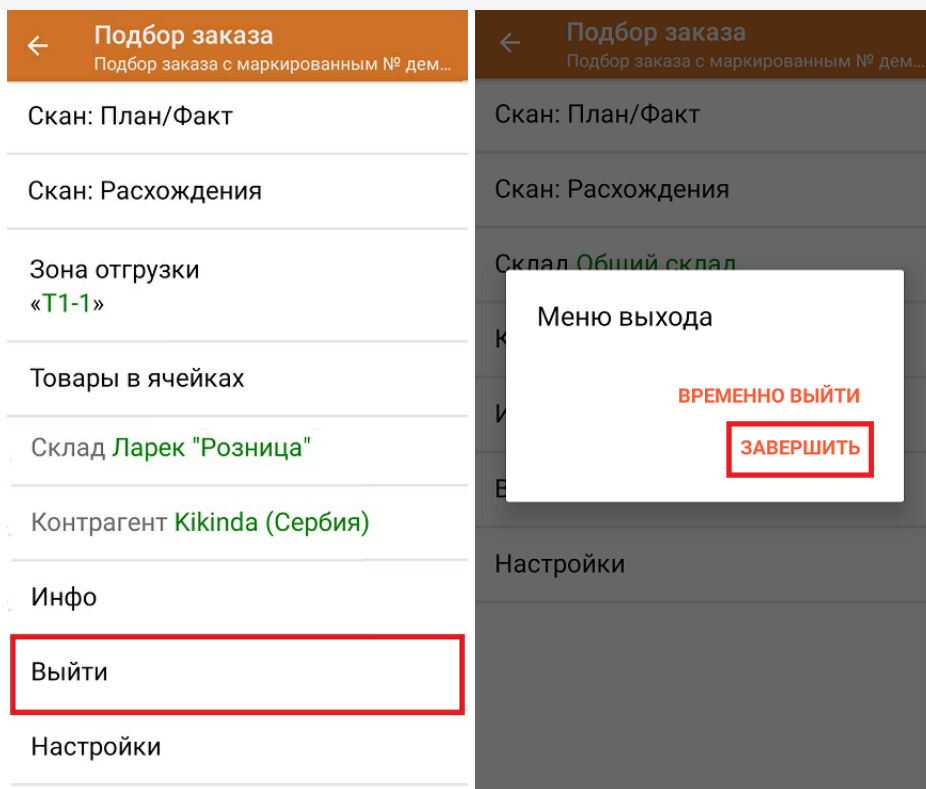 Подбор заказа
Подбор заказа с маркированным № дем...
Скан: План/Факт
Скан: Расхождения
Зона отгрузки
«Т1-1»
Товары в ячейках
Склад Ларек "Розница"
Контрагент Kikinda (Сербия)
Инфо
Выйти
Настройки
Подбор заказа
Подбор заказа с маркированным № дем...
Скан: План/Факт
Скан: Расхождения
Склад Общий склад
Меню выхода
ВРЕМЕННО ВЫЙТИ
ЗАВЕРШИТЬ
Настройки